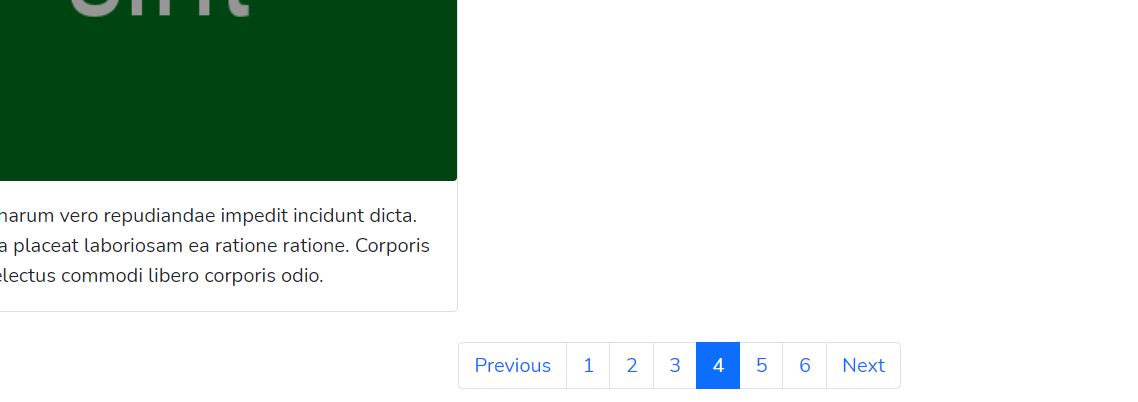 harum vero repudiandae impedit incidunt dicta.
a placeat laboriosam ea ratione ratione. Corporis
electus commodi libero corporis odio.
Previous 1 2 3 4 5 6 Next